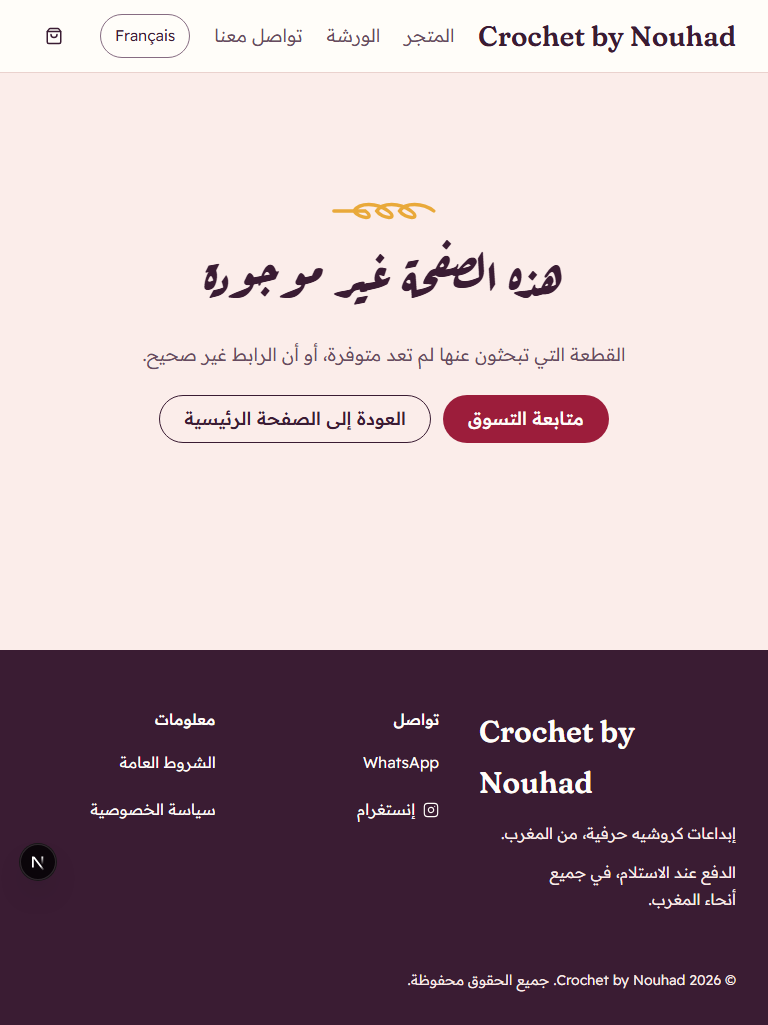 Crochet by Nouhad
المتجر
الورشة
تواصل معنا
Français
هذه الصفحة غير موجودة
القطعة التي تبحثون عنها لم تعد متوفرة، أو أن الرابط غير صحيح.
متابعة التسوق
العودة إلى الصفحة الرئيسية
Crochet by
Nouhad
إبداعات كروشيه حرفية، من المغرب.
الدفع عند الاستلام، في جميع
أنحاء المغرب.
تواصل
WhatsApp
إنستغرام
معلومات
الشروط العامة
سياسة الخصوصية
N
© 2026 Crochet by Nouhad. جميع الحقوق محفوظة.